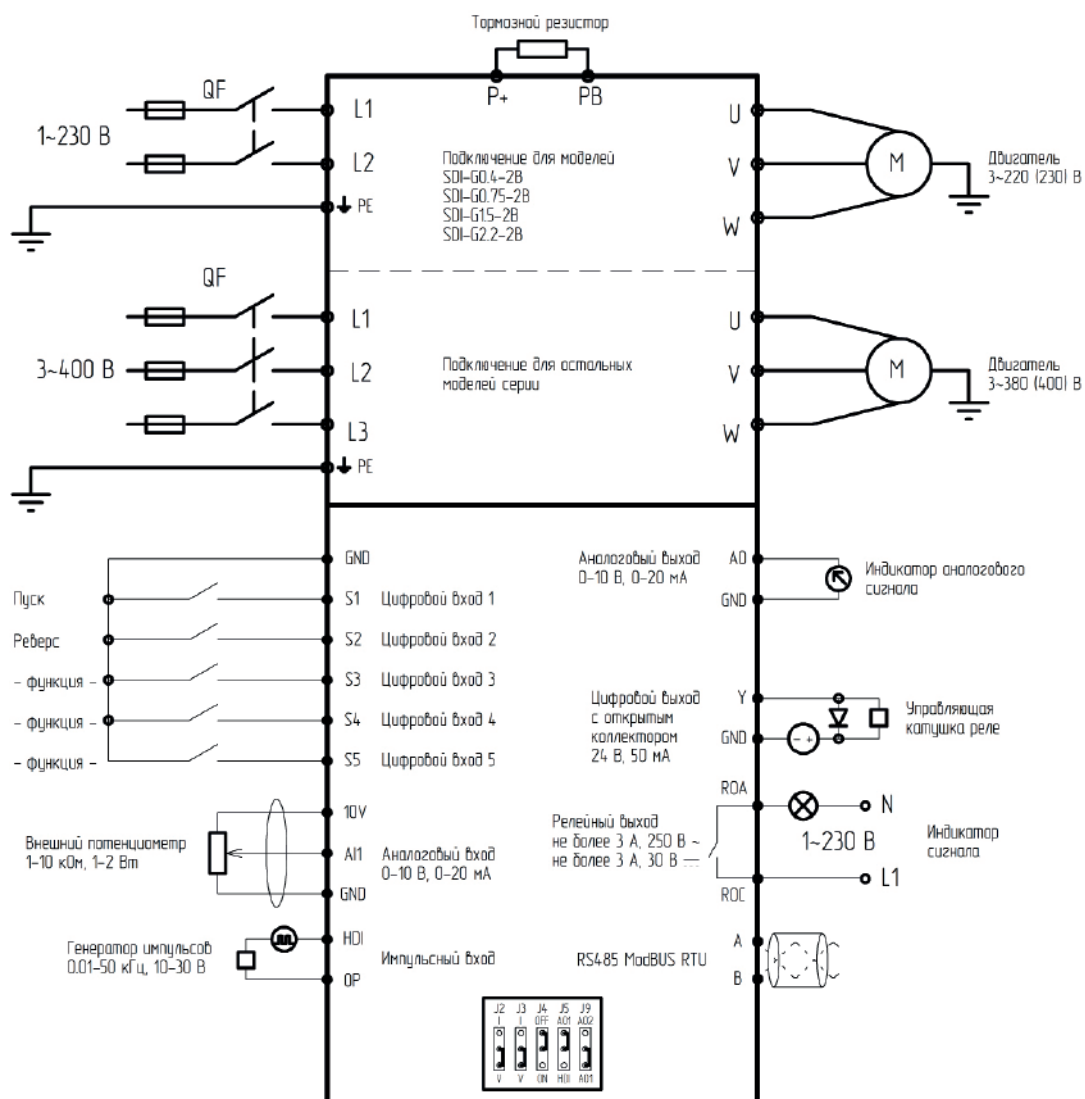 Тормозной резистор
P+
PB
QF
1~230 В
L1
L2
PE
Подключение для моделей
SDI-G0.4-2B
SDI-G0.75-2B
SDI-G1.5-2B
SDI-G2.2-2B
U
V
W
M
Двигатель
3~220 (230) В
QF
3~400 В
L1
L2
L3
PE
Подключение для остальных
моделей серии
U
V
W
M
Двигатель
3~380 (400) В
GND
Пуск
S1 Цифровой вход 1
Реверс
S2 Цифровой вход 2
- функция -
S3 Цифровой вход 3
- функция -
S4 Цифровой вход 4
- функция -
S5 Цифровой вход 5
Внешний потенциометр
1-10 кОм, 1-2 Вт
10V
AI1
GND
Аналоговый вход
0-10 В, 0-20 мА
Генератор импульсов
0.01-50 кГц, 10-30 В
HDI
OP
Импульсный вход
Аналоговый выход
0-10 В, 0-20 мА
AO
GND
Индикатор аналогового
сигнала
Цифровой выход
с открытым
коллектором
24 В, 50 мА
Y
GND
- +
Управляющая
катушка реле
Релейный выход
не более 3 А, 250 В ~
не более 3 А, 30 В
ROA
ROC
N
1~230 В
L1
Индикатор
сигнала
RS485 ModBUS RTU
A
B
J2 J3 J4 J5 J9
I I OFF AO1 AO2
V V ON HDI AO1